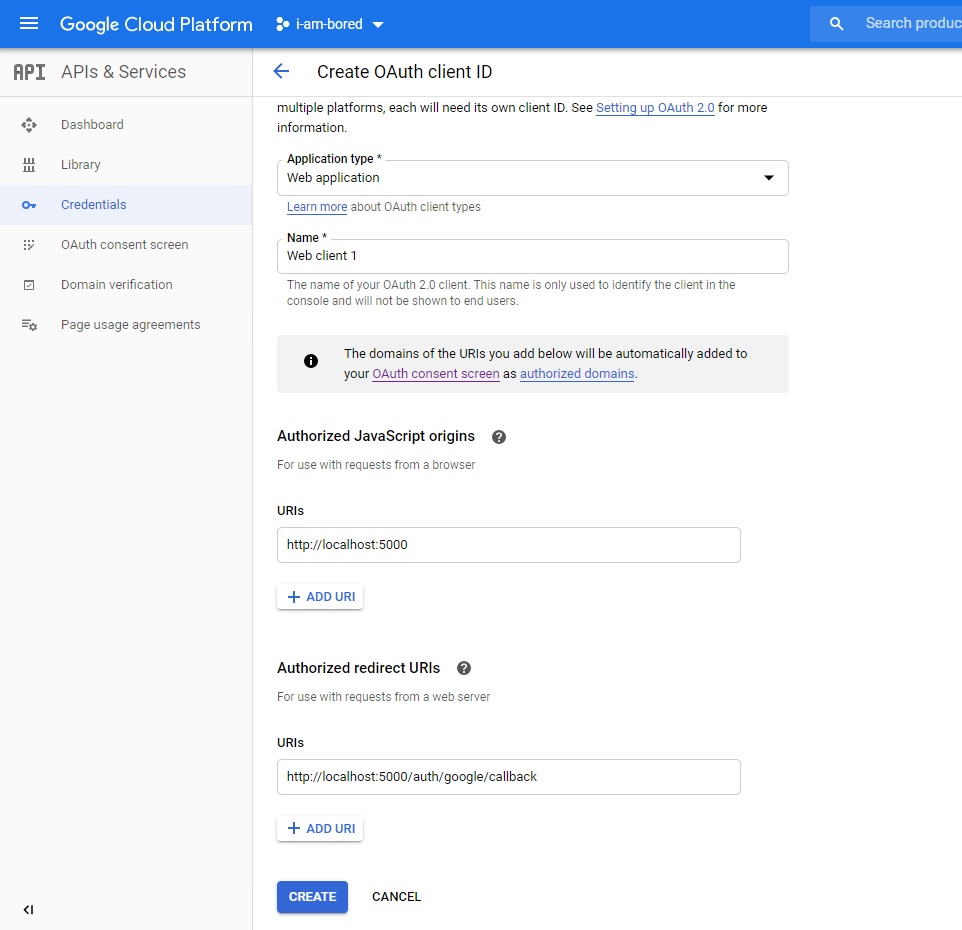 Google Cloud Platform
i-am-bored
Search produc
API
APIs & Services
Create OAuth client ID
Dashboard
Library
Credentials
OAuth consent screen
Domain verification
Page usage agreements
multiple platforms, each will need its own client ID. See Setting up OAuth 2.0 for more
information.
Application type *
Web application
Learn more about OAuth client types
Name *
Web client 1
The name of your OAuth 2.0 client. This name is only used to identify the client in the
console and will not be shown to end users.
The domains of the URIs you add below will be automatically added to
your OAuth consent screen as authorized domains.
Authorized JavaScript origins
For use with requests from a browser
URIs
http://localhost:5000
ADD URI
Authorized redirect URIs
For use with requests from a web server
URIs
http://localhost:5000/auth/google/callback
ADD URI
CREATE
CANCEL